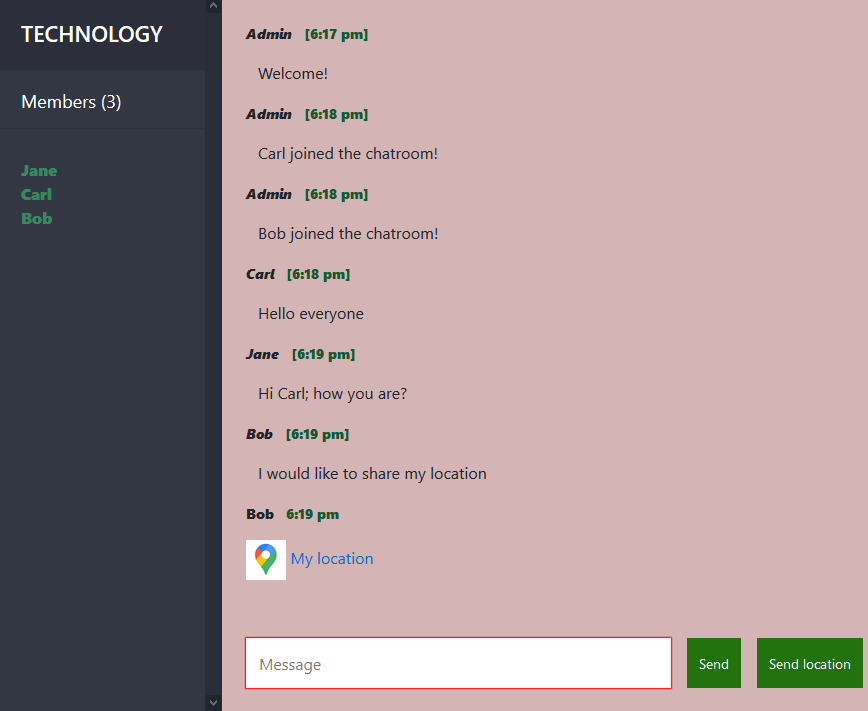 TECHNOLOGY
Members (3)
Jane
Carl
Bob
Admin [6:17 pm]
Welcome!
Admin [6:18 pm]
Carl joined the chatroom!
Admin [6:18 pm]
Bob joined the chatroom!
Carl [6:18 pm]
Hello everyone
Jane [6:19 pm]
Hi Carl; how you are?
Bob [6:19 pm]
I would like to share my location
Bob 6:19 pm
My location
Message
Send
Send location